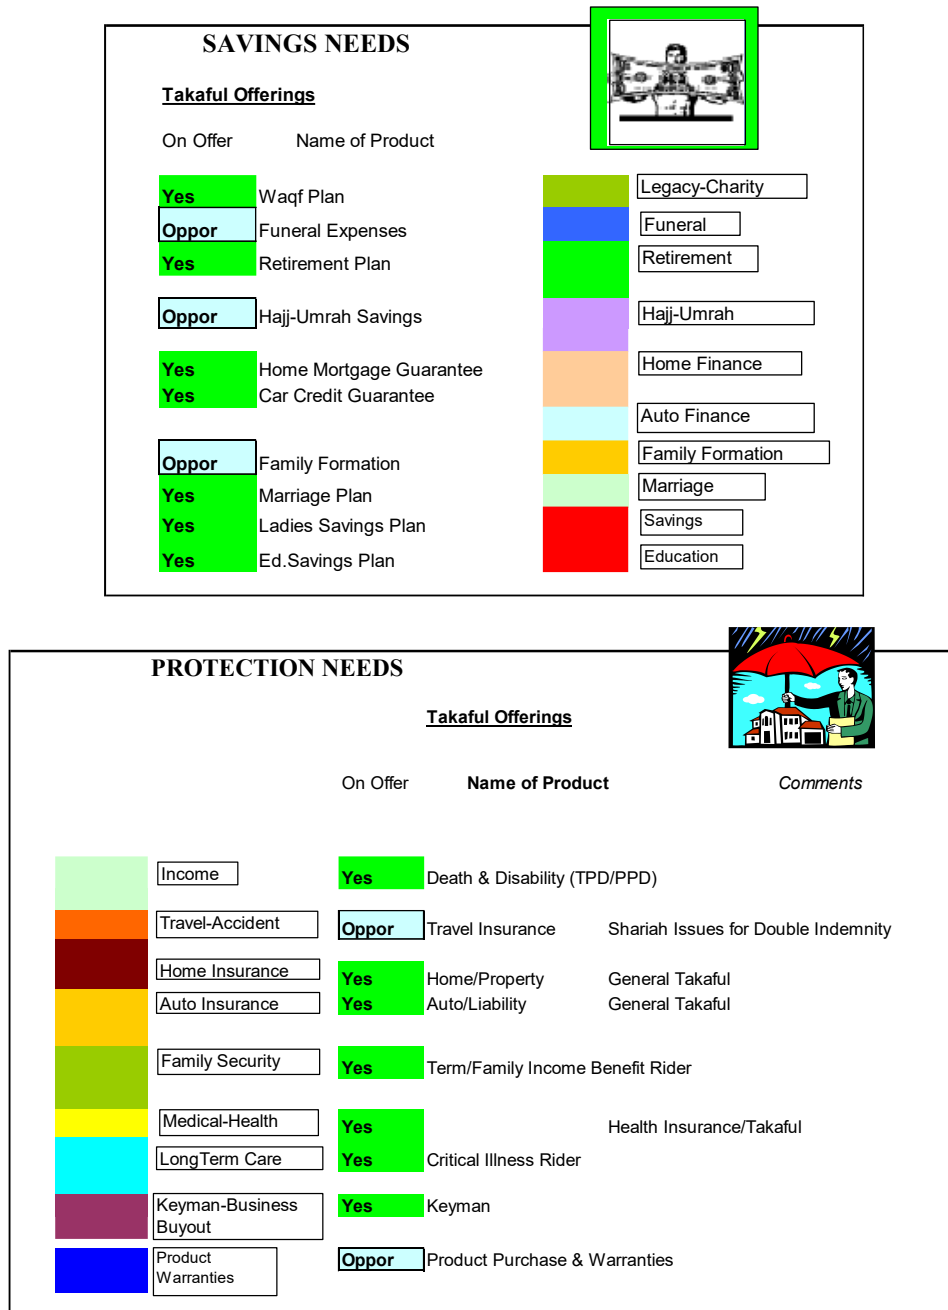 SAVINGS NEEDS
Takaful Offerings
On Offer Name of Product
Yes Waqf Plan Legacy-Charity
Oppor Funeral Expenses Funeral
Yes Retirement Plan Retirement
Oppor Hajj-Umrah Savings Hajj-Umrah
Yes Home Mortgage Guarantee Home Finance
Yes Car Credit Guarantee Auto Finance
Oppor Family Formation Family Formation
Yes Marriage Plan Marriage
Yes Ladies Savings Plan Savings
Yes Ed.Savings Plan Education
PROTECTION NEEDS
Takaful Offerings
On Offer Name of Product Comments
Income Yes Death & Disability (TPD/PPD)
Travel-Accident Oppor Travel Insurance Shariah Issues for Double Indemnity
Home Insurance Yes Home/Property General Takaful
Auto Insurance Yes Auto/Liability General Takaful
Family Security Yes Term/Family Income Benefit Rider
Medical-Health Yes Health Insurance/Takaful
LongTerm Care Yes Critical Illness Rider
Keyman-Business Yes Keyman
Buyout
Product Oppor Product Purchase & Warranties
Warranties